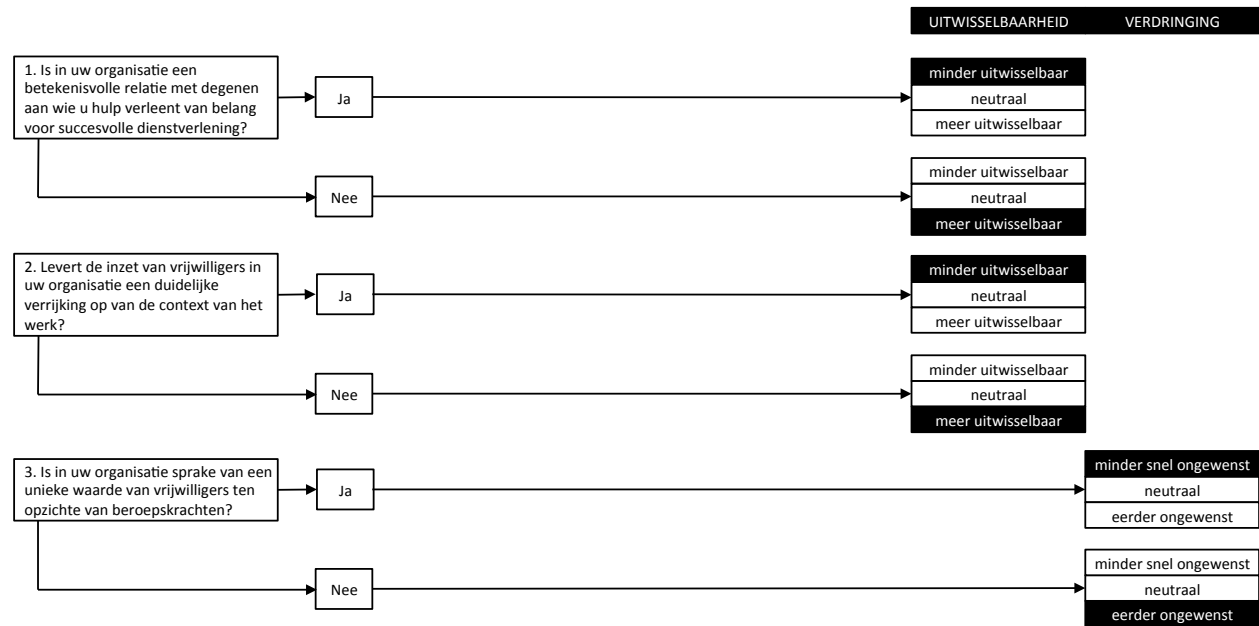 UITWISSELBAARHEID
VERDRINGING
1. Is in uw organisatie een
betekenisvolle relatie met degenen
aan wie u hulp verleent van belang
voor succesvolle dienstverlening?
Ja
minder uitwisselbaar
neutraal
meer uitwisselbaar
Nee
minder uitwisselbaar
neutraal
meer uitwisselbaar
2. Levert de inzet van vrijwilligers in
uw organisatie een duidelijke
verrijking op van de context van het
werk?
Ja
minder uitwisselbaar
neutraal
meer uitwisselbaar
Nee
minder uitwisselbaar
neutraal
meer uitwisselbaar
3. Is in uw organisatie sprake van een
unieke waarde van vrijwilligers ten
opzichte van beroepskrachten?
Ja
minder snel ongewenst
neutraal
eerder ongewenst
Nee
minder snel ongewenst
neutraal
eerder ongewenst